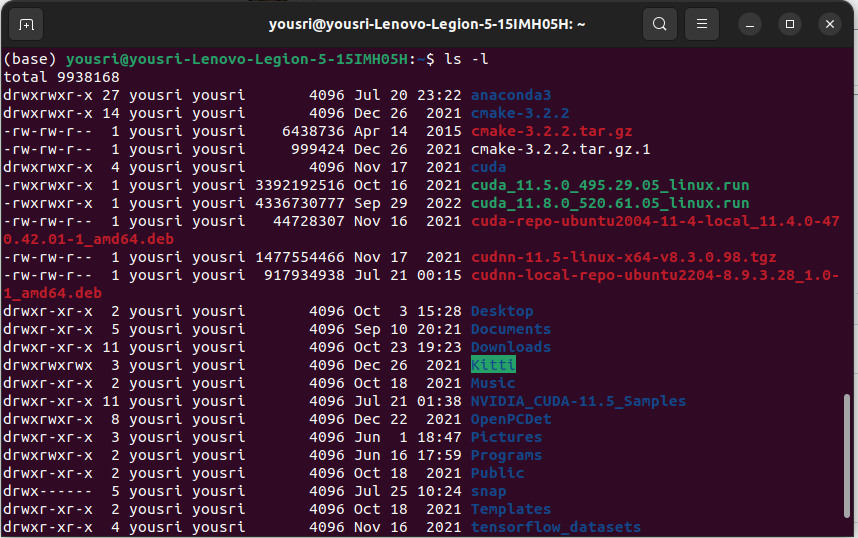 yousri@yousri-Lenovo-Legion-5-15IMH05H: ~
(base) yousri@yousri-Lenovo-Legion-5-15IMH05H:~$ ls -l
total 9938168
drwxrwxr-x 27 yousri yousri       4096 Jul 20 23:22 anaconda3
drwxrwxr-x 14 yousri yousri       4096 Dec 26  2021 cmake-3.2.2
-rw-rw-r--  1 yousri yousri    6438736 Apr 14  2015 cmake-3.2.2.tar.gz
-rw-rw-r--  1 yousri yousri     999424 Dec 26  2021 cmake-3.2.2.tar.gz.1
drwxrwxr-x  4 yousri yousri       4096 Nov 17  2021 cuda
-rwxrwxr-x  1 yousri yousri 3392192516 Oct 16  2021 cuda_11.5.0_495.29.05_linux.run
-rwxrwxr-x  1 yousri yousri 4336730777 Sep 29  2022 cuda_11.8.0_520.61.05_linux.run
-rw-rw-r--  1 yousri yousri   44728307 Nov 16  2021 cuda-repo-ubuntu2004-11-4-local_11.4.0-47
0.42.01-1_amd64.deb
-rw-rw-r--  1 yousri yousri 1477554466 Nov 17  2021 cudnn-11.5-linux-x64-v8.3.0.98.tgz
-rw-rw-r--  1 yousri yousri  917934938 Jul 21 00:15 cudnn-local-repo-ubuntu2204-8.9.3.28_1.0-
1_amd64.deb
drwxr-xr-x  2 yousri yousri       4096 Oct  3 15:28 Desktop
drwxr-xr-x  5 yousri yousri       4096 Sep 10 20:21 Documents
drwxr-xr-x 11 yousri yousri       4096 Oct 23 19:23 Downloads
drwxrwxrwx  3 yousri yousri       4096 Dec 26  2021 Kitti
drwxr-xr-x  2 yousri yousri       4096 Oct 18  2021 Music
drwxr-xr-x 11 yousri yousri       4096 Jul 21 01:38 NVIDIA_CUDA-11.5_Samples
drwxrwxr-x  8 yousri yousri       4096 Dec 22  2021 OpenPCDet
drwxr-xr-x  3 yousri yousri       4096 Jun  1 18:47 Pictures
drwxrwxr-x  2 yousri yousri       4096 Jun 16 17:59 Programs
drwxr-xr-x  2 yousri yousri       4096 Oct 18  2021 Public
drwx------  5 yousri yousri       4096 Jul 25 10:24 snap
drwxr-xr-x  2 yousri yousri       4096 Oct 18  2021 Templates
drwxr-xr-x  4 yousri yousri       4096 Nov 16  2021 tensorflow_datasets